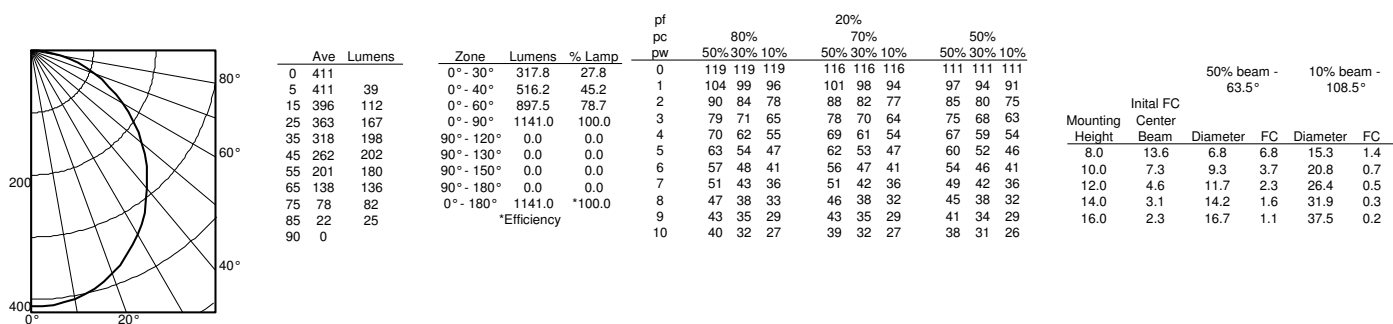 80°
60°
200
40°
400
0°
20°
Ave Lumens
0 411
5 411 39
15 396 112
25 363 167
35 318 198
45 262 202
55 201 180
65 138 136
75 78 82
85 22 25
90 0
Zone Lumens % Lamp
0° - 30° 317.8 27.8
0° - 40° 516.2 45.2
0° - 60° 897.5 78.7
0° - 90° 1141.0 100.0
90° - 120° 0.0 0.0
90° - 130° 0.0 0.0
90° - 150° 0.0 0.0
90° - 180° 0.0 0.0
0° - 180° 1141.0 *100.0
*Efficiency
pf 20%
pc 80% 70% 50%
pw 50% 30% 10% 50% 30% 10% 50% 30% 10%
0 119 119 119 116 116 116 111 111 111
1 104 99 96 101 98 94 97 94 91
2 90 84 78 88 82 77 85 80 75
3 79 71 65 78 70 64 75 68 63
4 70 62 55 69 61 54 67 59 54
5 63 54 47 62 53 47 60 52 46
6 57 48 41 56 47 41 54 46 41
7 51 43 36 51 42 36 49 42 36
8 47 38 33 46 38 32 45 38 32
9 43 35 29 43 35 29 41 34 29
10 40 32 27 39 32 27 38 31 26
50% beam - 10% beam -
63.5° 108.5°
Inital FC
Mounting Center
Height Beam Diameter FC Diameter FC
8.0 13.6 6.8 6.8 15.3 1.4
10.0 7.3 9.3 3.7 20.8 0.7
12.0 4.6 11.7 2.3 26.4 0.5
14.0 3.1 14.2 1.6 31.9 0.3
16.0 2.3 16.7 1.1 37.5 0.2